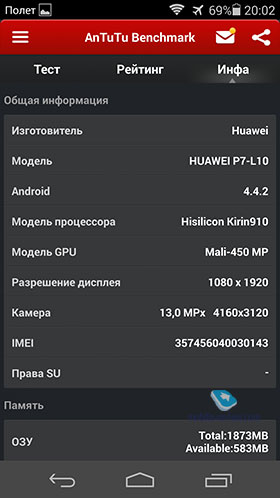 Полет 69% 20:02
AnTuTu Benchmark
Тест Рейтинг Инфа
Общая информация
Изготовитель Huawei
Модель HUAWEI P7-L10
Android 4.4.2
Модель процессора Hisilicon Kirin910
Модель GPU Mali-450 MP
Разрешение дисплея 1080 x 1920
Камера 13,0 MPx 4160x3120
IMEI 357456040030143
Права SU -
Память
ОЗУ Total:1873MB
Available:583MB